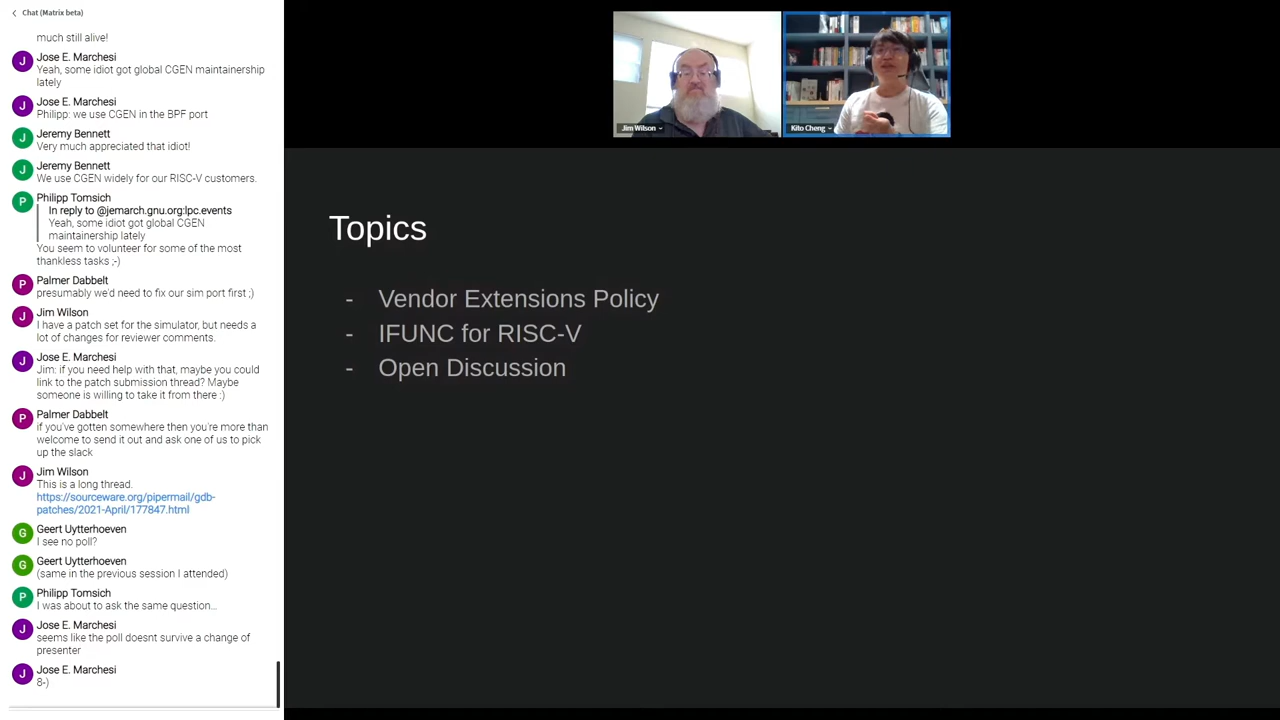 Chat (Matrix beta)
much still alive!
J
Jose E. Marchesi
Yeah, some idiot got global CGEN maintainership
lately
J
Jose E. Marchesi
Philipp: we use CGEN in the BPF port
J
Jeremy Bennett
Very much appreciated that idiot!
J
Jeremy Bennett
We use CGEN widely for our RISC-V customers.
P
Philipp Tomsich
In reply to @jemarch.gnu.org:lpc.events
Yeah, some idiot got global CGEN
maintainership lately
You seem to volunteer for some of the most
thankless tasks ;-)
P
Palmer Dabbelt
presumably we'd need to fix our sim port first ;)
J
Jim Wilson
I have a patch set for the simulator, but needs a
lot of changes for reviewer comments.
J
Jose E. Marchesi
Jim: if you need help with that, maybe you could
link to the patch submission thread? Maybe
someone is willing to take it from there :)
P
Palmer Dabbelt
if you've gotten somewhere then you're more than
welcome to send it out and ask one of us to pick
up the slack
J
Jim Wilson
This is a long thread.
https://sourceware.org/pipermail/gdb-
patches/2021-April/177847.html
G
Geert Uytterhoeven
I see no poll?
G
Geert Uytterhoeven
(same in the previous session I attended)
P
Philipp Tomsich
I was about to ask the same question...
J
Jose E. Marchesi
seems like the poll doesnt survive a change of
presenter
J
Jose E. Marchesi
8-)
Jim Wilson
Kito Cheng
Topics
- Vendor Extensions Policy
- IFUNC for RISC-V
- Open Discussion